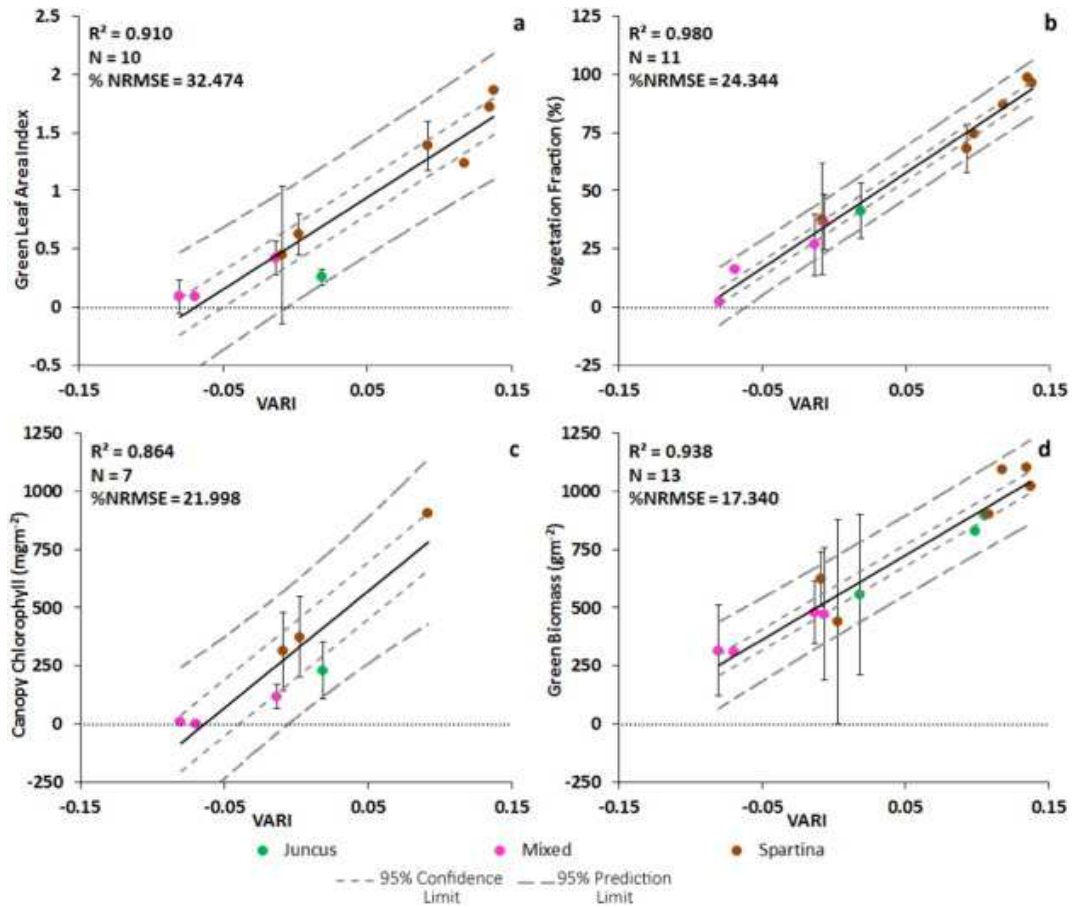 a
R² = 0.910
N = 10
% NRMSE = 32.474
Green Leaf Area Index
2.5
2
1.5
1
0.5
0
-0.5
-0.15
-0.05
0.05
0.15
VARI
b
R² = 0.980
N = 11
%NRMSE = 24.344
Vegetation Fraction (%)
125
100
75
50
25
0
-25
-0.15
-0.05
0.05
0.15
VARI
c
R² = 0.864
N = 7
%NRMSE = 21.998
Canopy Chlorophyll (mgm⁻²)
1250
1000
750
500
250
0
-250
-0.15
-0.05
0.05
0.15
VARI
d
R² = 0.938
N = 13
%NRMSE = 17.340
Green Biomass (gm⁻²)
1250
1000
750
500
250
0
-250
-0.15
-0.05
0.05
0.15
VARI
Juncus
Mixed
Spartina
95% Confidence
Limit
95% Prediction
Limit